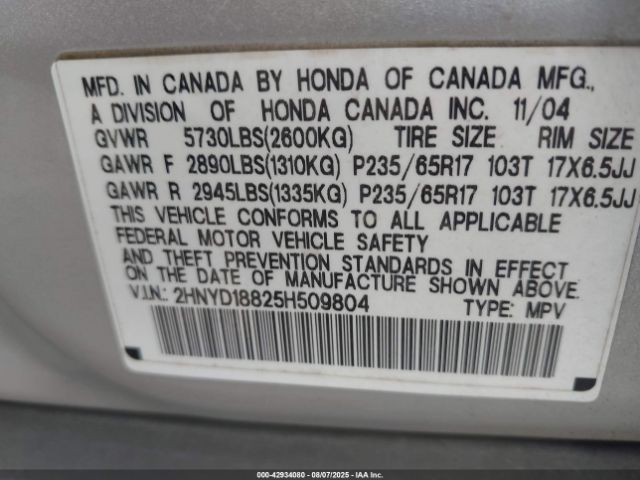 MFD. IN CANADA BY HONDA OF CANADA MFG.,
A DIVISION OF HONDA CANADA INC. 11/04
GVWR 5730LBS(2600KG) TIRE SIZE RIM SIZE
GAWR F 2890LBS(1310KG) P235/65R17 103T 17X6.5JJ
GAWR R 2945LBS(1335KG) P235/65R17 103T 17X6.5JJ
THIS VEHICLE CONFORMS TO ALL APPLICABLE
FEDERAL MOTOR VEHICLE SAFETY
AND THEFT PREVENTION STANDARDS IN EFFECT
ON THE DATE OF MANUFACTURE SHOWN ABOVE.
V.I.N.: 2HNYD18825H509804 TYPE: MPV
000-42934080 - 08/07/2025 - IAA Inc.